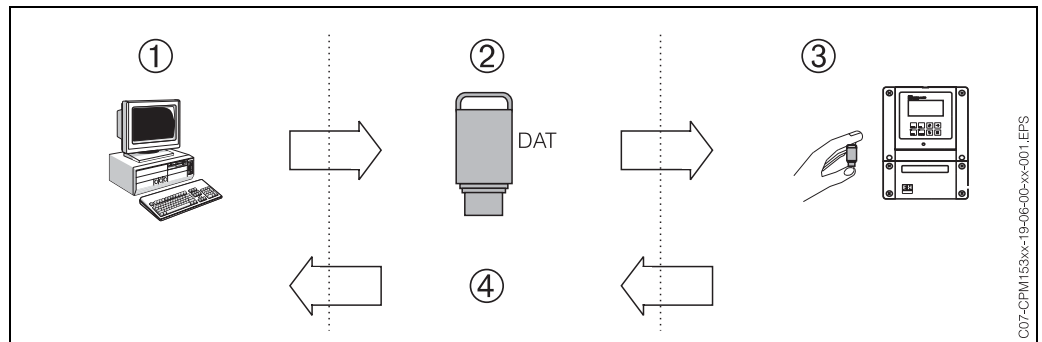 ① ② ③
DAT
④
C07-CPM153xx-19-06-00-xx-001.EPS